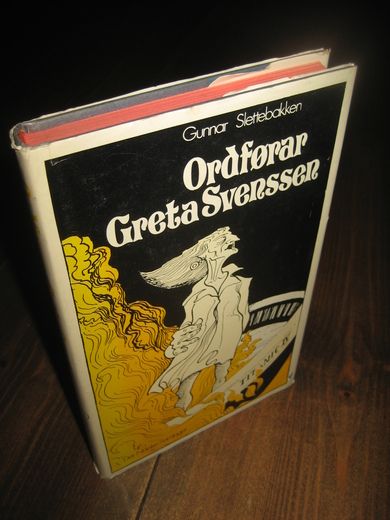 Gunnar Slettebakken
Ordførar
Greta Svenssen